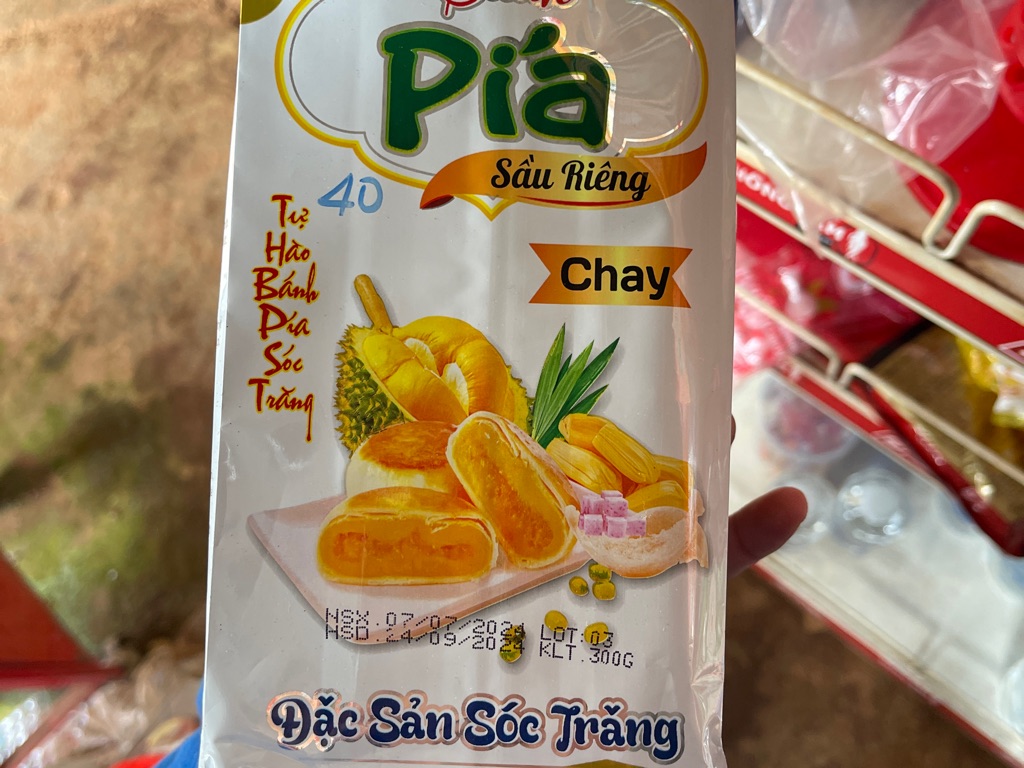 Bánh
Pía
Sầu Riêng
40
Chay
Tự
Hào
Bánh
Pía
Sóc
Trăng
NSX.07/07/2024 LOT:03
HSD.24/09/2024 KLT.300G
Đặc Sản Sóc Trăng